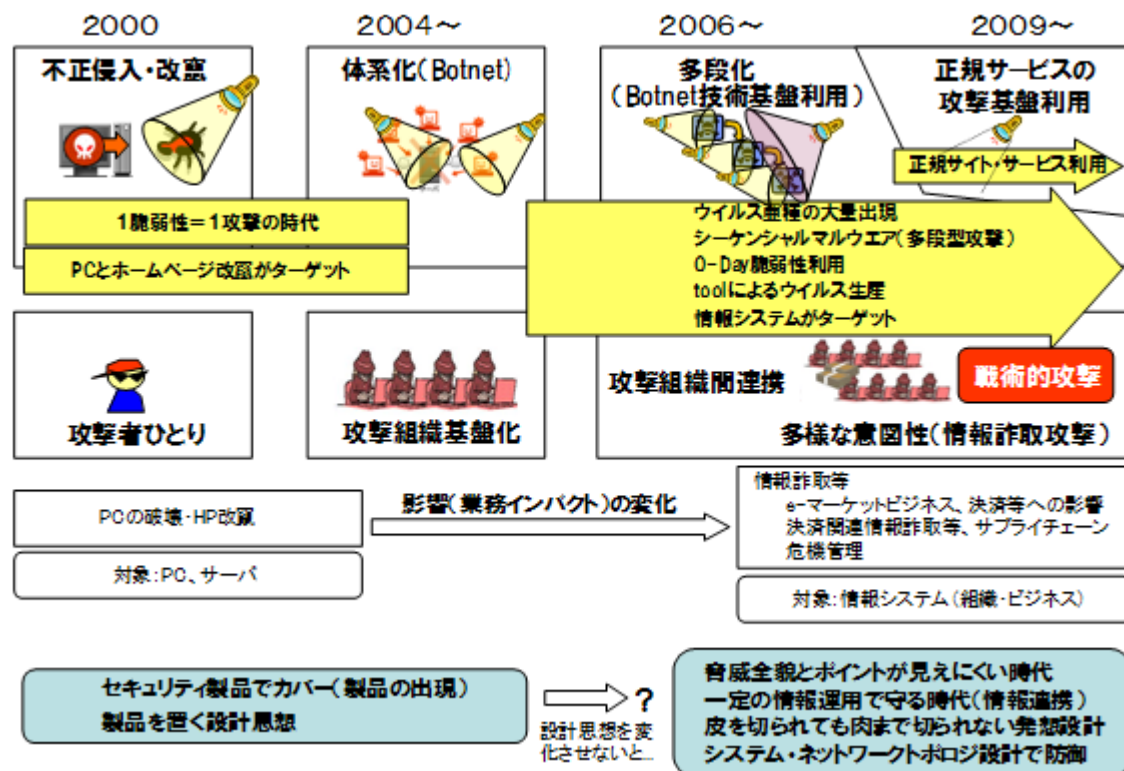 2000
2004～
2006～
2009～
不正侵入・改竄
体系化（Botnet）
多段化
（Botnet技術基盤利用）
正規サービスの
攻撃基盤利用
正規サイト・サービス利用
1脆弱性＝1攻撃の時代
PCとホームページ改竄がターゲット
ウイルス亜種の大量出現
シーケンシャルマルウエア（多段型攻撃）
0-Day脆弱性利用
toolによるウイルス生産
情報システムがターゲット
攻撃者ひとり
攻撃組織基盤化
攻撃組織間連携
戦術的攻撃
多様な意図性（情報詐取攻撃）
PCの破壊・HP改竄
対象：PC、サーバ
影響（業務インパクト）の変化
情報詐取等
e-マーケットビジネス、決済等への影響
決済関連情報詐取等、サプライチェーン
危機管理
対象：情報システム（組織・ビジネス）
セキュリティ製品でカバー（製品の出現）
製品を置く設計思想
？
設計思想を変
化させないと…
脅威全貌とポイントが見えにくい時代
一定の情報運用で守る時代（情報連携）
皮を切られても肉まで切られない発想設計
システム・ネットワークトポロジ設計で防御